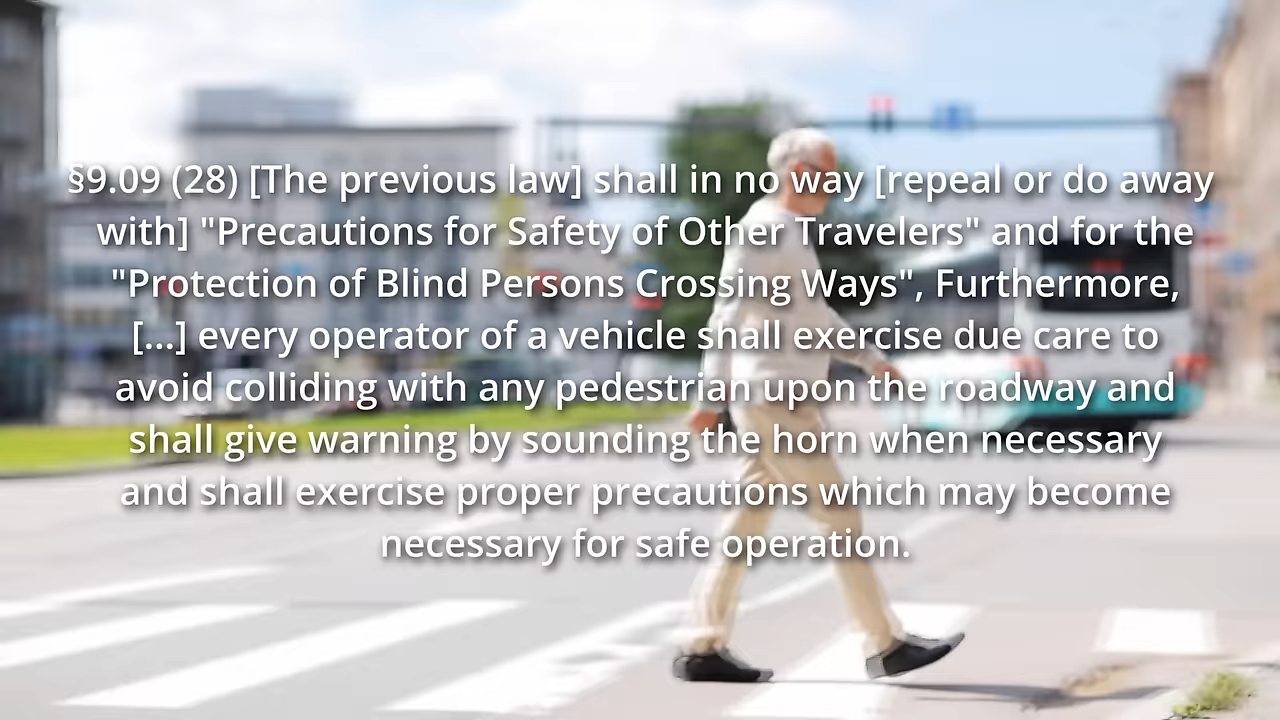 §9.09 (28) [The previous law] shall in no way [repeal or do away
with] "Precautions for Safety of Other Travelers" and for the
"Protection of Blind Persons Crossing Ways", Furthermore,
[...] every operator of a vehicle shall exercise due care to
avoid colliding with any pedestrian upon the roadway and
shall give warning by sounding the horn when necessary
and shall exercise proper precautions which may become
necessary for safe operation.